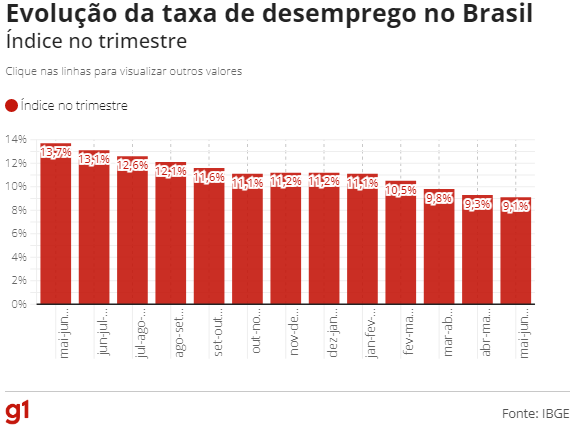 Evolução da taxa de desemprego no Brasil
Índice no trimestre
Clique nas linhas para visualizar outros valores
Índice no trimestre
14%
12%
10%
8%
6%
4%
2%
0%
13,7%
13,1%
12,6%
12,1%
11,6%
11,1%
11,2%
11,2%
11,1%
10,5%
9,8%
9,3%
9,1%
mai-jun...
jun-jul-...
jul-ago-...
ago-set...
set-out...
out-no...
nov-de...
dez-jan...
jan-fev-...
fev-ma...
mar-ab...
abr-ma...
mai-jun...
g1
Fonte: IBGE